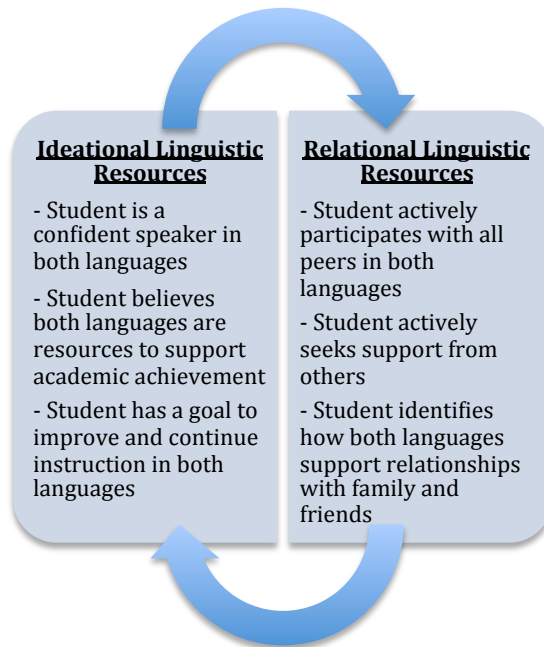 Ideational Linguistic
Resources
- Student is a
confident speaker in
both languages
- Student believes
both languages are
resources to support
academic achievement
- Student has a goal to
improve and continue
instruction in both
languages
Relational Linguistic
Resources
- Student actively
participates with all
peers in both
languages
- Student actively
seeks support from
others
- Student identifies
how both languages
support relationships
with family and
friends